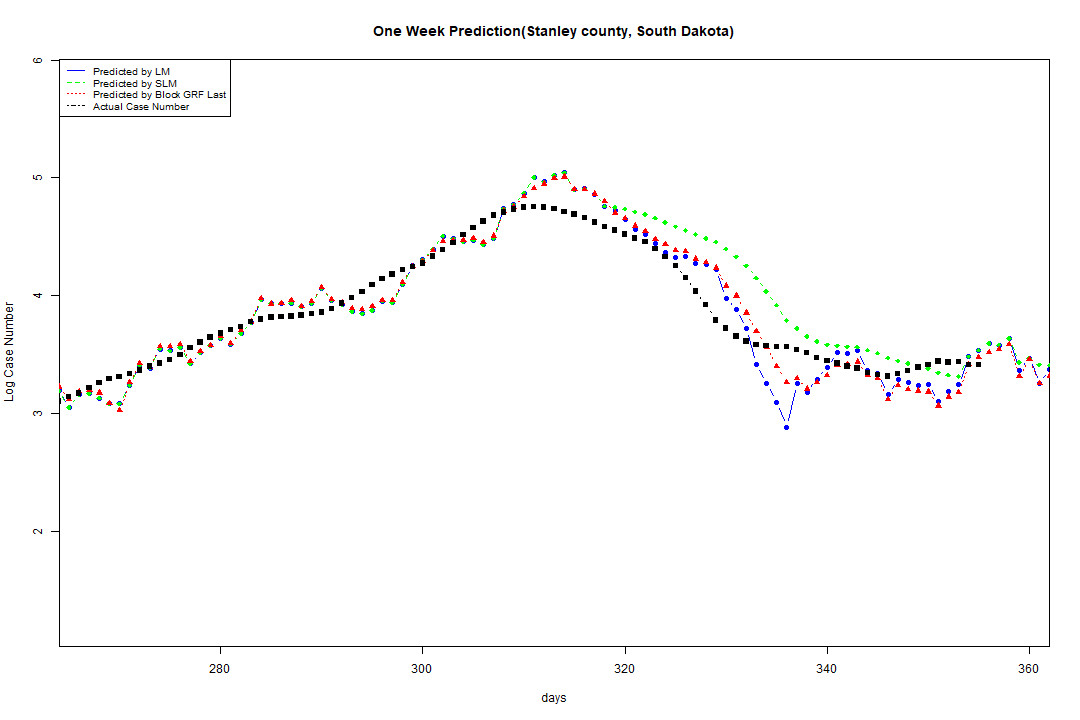 One Week Prediction(Stanley county, South Dakota)
Predicted by LM
Predicted by SLM
Predicted by Block GRF Last
Actual Case Number
6
5
4
3
2
Log Case Number
280 300 320 340 360
days